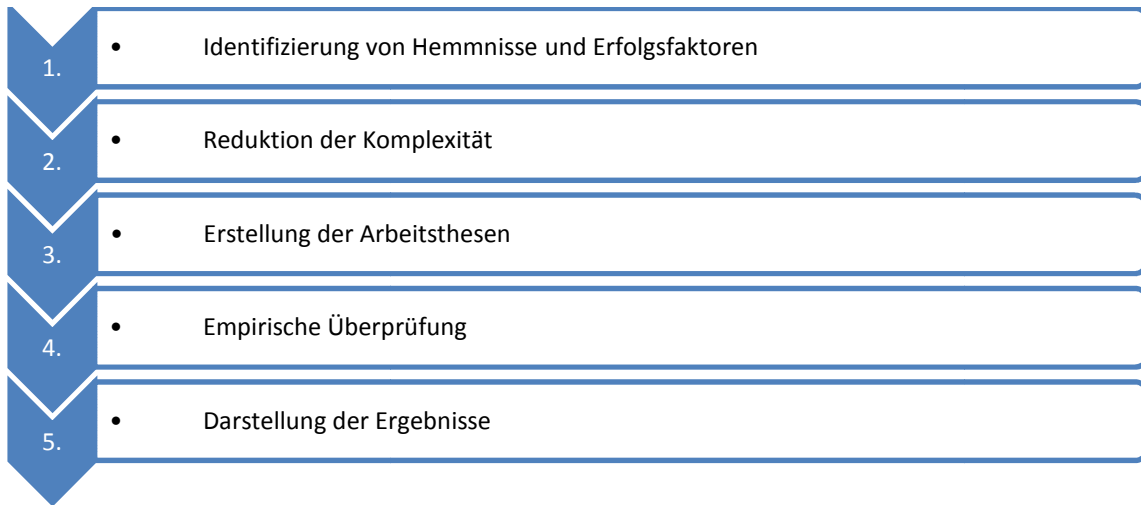 1. • Identifizierung von Hemmnisse und Erfolgsfaktoren
2. • Reduktion der Komplexität
3. • Erstellung der Arbeitsthesen
4. • Empirische Überprüfung
5. • Darstellung der Ergebnisse